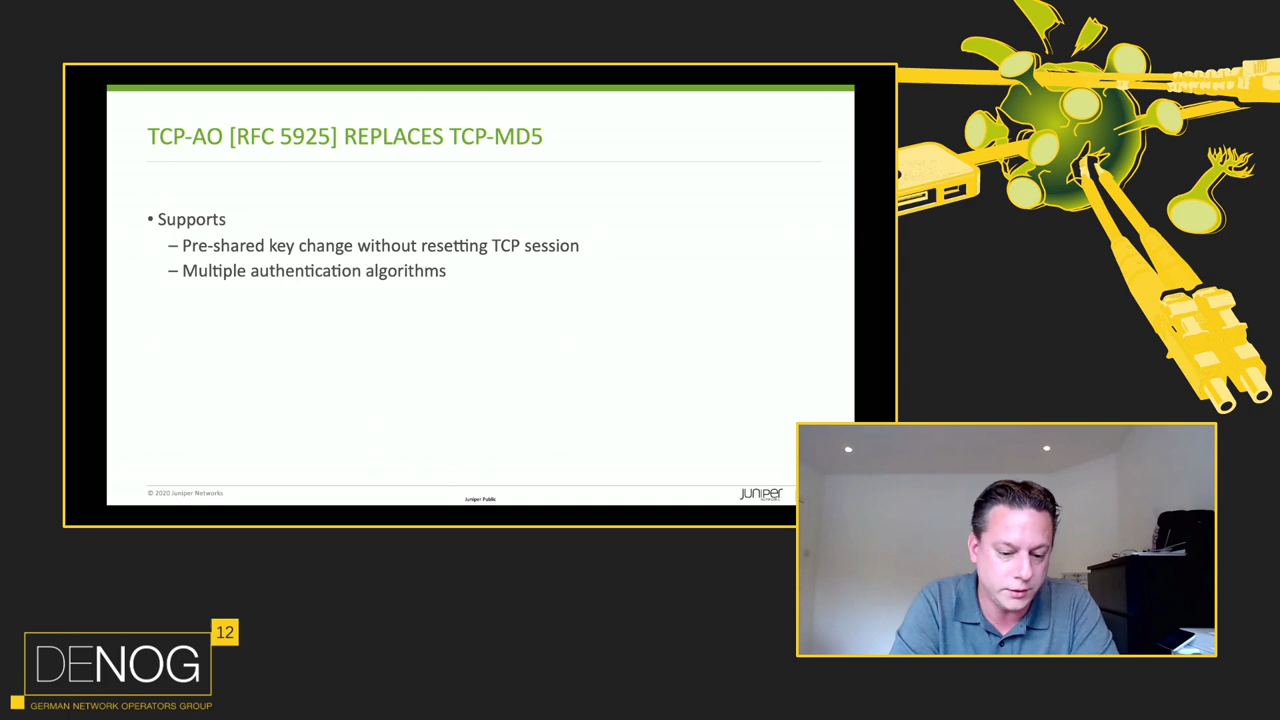 TCP-AO [RFC 5925] REPLACES TCP-MD5
• Supports
– Pre-shared key change without resetting TCP session
– Multiple authentication algorithms
© 2020 Juniper Networks
Juniper Public
JUNIPEr
NETWORKS
12
DENOG
GERMAN NETWORK OPERATORS GROUP